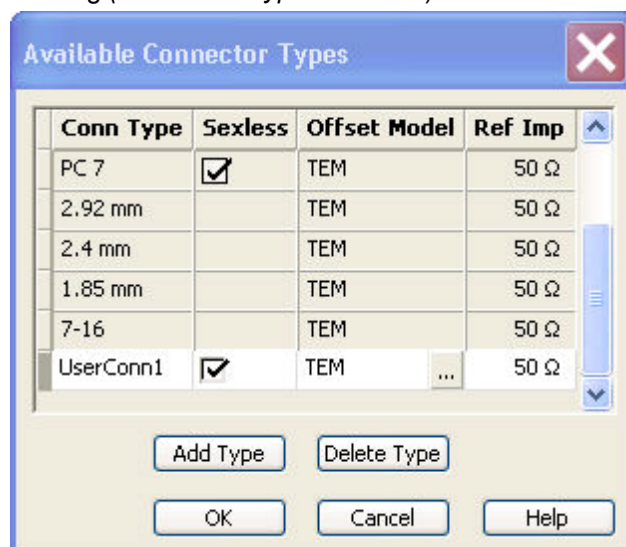 Available Connector Types
Conn Type Sexless Offset Model Ref Imp
PC 7 TEM 50 Ω
2.92 mm TEM 50 Ω
2.4 mm TEM 50 Ω
1.85 mm TEM 50 Ω
7-16 TEM 50 Ω
UserConn1 TEM ... 50 Ω
Add Type Delete Type
OK Cancel Help